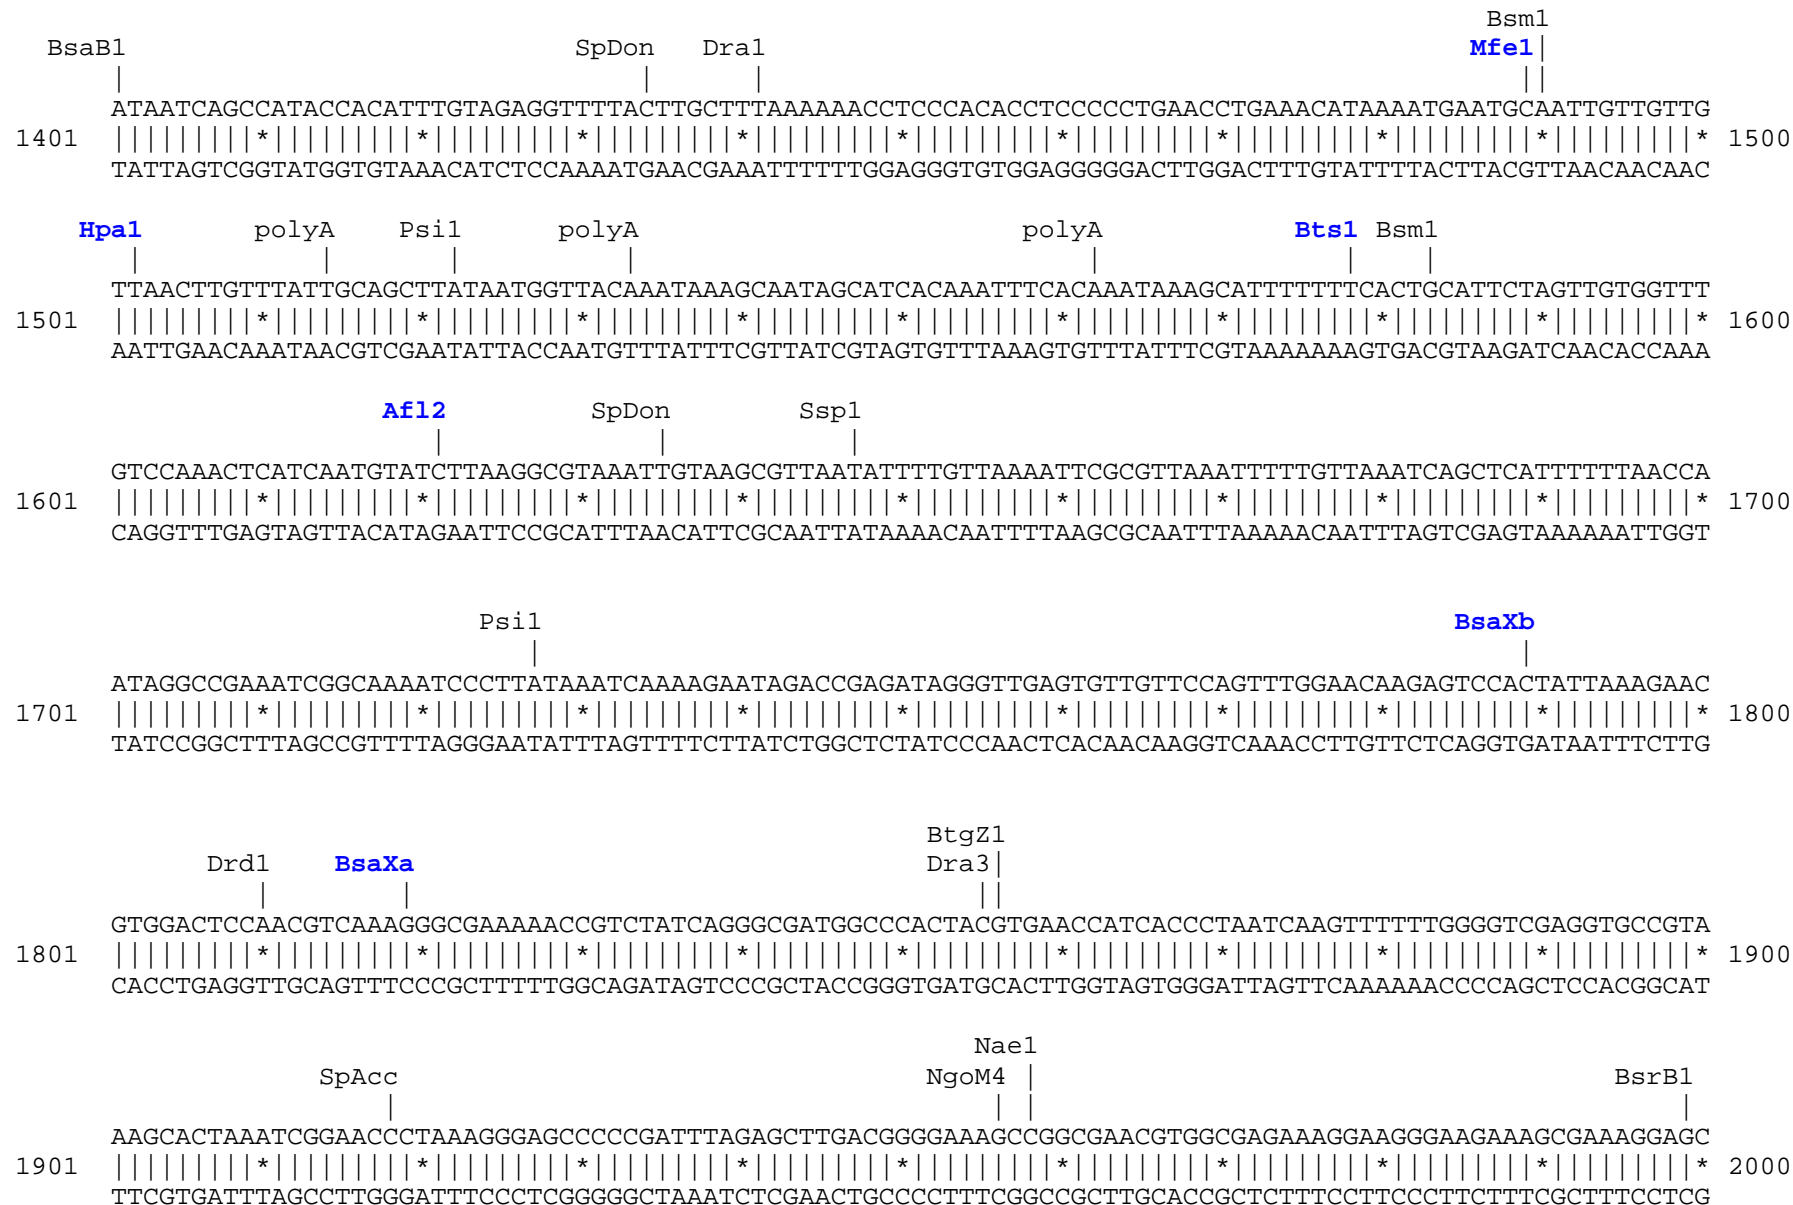 Bsm1
BsaB1 SpDon Dra1 Mfe1|
| | | ||
ATAATCAGCCATACCACATTTGTAGAGGTTTTACTTGCTTTAAAAAACCTCCCACACCTCCCCCTGAACCTGAAACATAAAATGAATGCAATTGTTGTTG
1401 |||||||||*|||||||||*|||||||||*|||||||||*|||||||||*|||||||||*|||||||||*|||||||||*|||||||||*|||||||||* 1500
TATTAGTCGGTATGGTGTAAACATCTCCAAAATGAACGAAATTTTTTGGAGGGTGTGGAGGGGGACTTGGACTTTGTATTTTACTTACGTTAACAACAAC
Hpa1 polyA Psi1 polyA polyA Bts1 Bsm1
| | | | | | |
TTAACTTGTTTATTGCAGCTTATAATGGTTACAAATAAAGCAATAGCATCACAAATTTCACAAATAAAGCATTTTTTTCACTGCATTCTAGTTGTGGTTT
1501 |||||||||*|||||||||*|||||||||*|||||||||*|||||||||*|||||||||*|||||||||*|||||||||*|||||||||*|||||||||* 1600
AATTGAACAAATAACGTCGAATATTACCAATGTTTATTTCGTTATCGTAGTGTTTAAAGTGTTTATTTCGTAAAAAAAGTGACGTAAGATCAACACCAAA
Afl2 SpDon Ssp1
| | |
GTCCAAACTCATCAATGTATCTTAAGGCGTAAATTGTAAGCGTTAATATTTTGTTAAAATTCGCGTTAAATTTTTGTTAAATCAGCTCATTTTTTAACCA
1601 |||||||||*|||||||||*|||||||||*|||||||||*|||||||||*|||||||||*|||||||||*|||||||||*|||||||||*|||||||||* 1700
CAGGTTTGAGTAGTTACATAGAATTCCGCATTTAACATTCGCAATTATAAAACAATTTTAAGCGCAATTTAAAAACAATTTAGTCGAGTAAAAAATTGGT
Psi1 BsaXb
| |
ATAGGCCGAAATCGGCAAAATCCCTTATAAATCAAAAGAATAGACCGAGATAGGGTTGAGTGTTGTTCCAGTTTGGAACAAGAGTCCACTATTAAAGAAC
1701 |||||||||*|||||||||*|||||||||*|||||||||*|||||||||*|||||||||*|||||||||*|||||||||*|||||||||*|||||||||* 1800
TATCCGGCTTTAGCCGTTTTAGGGAATATTTAGTTTTCTTATCTGGCTCTATCCCAACTCACAACAAGGTCAAACCTTGTTCTCAGGTGATAATTTCTTG
BtgZ1
Drd1 BsaXa Dra3|
| | ||
GTGGACTCCAACGTCAAAGGGCGAAAAACCGTCTATCAGGGCGATGGCCCACTACGTGAACCATCACCCTAATCAAGTTTTTTGGGGTCGAGGTGCCGTA
1801 |||||||||*|||||||||*|||||||||*|||||||||*|||||||||*|||||||||*|||||||||*|||||||||*|||||||||*|||||||||* 1900
CACCTGAGGTTGCAGTTTCCCGCTTTTTGGCAGATAGTCCCGCTACCGGGTGATGCACTTGGTAGTGGGATTAGTTCAAAAAACCCCAGCTCCACGGCAT
Nae1
SpAcc NgoM4 | BsrB1
| | | |
AAGCACTAAATCGGAACCCTAAAGGGAGCCCCCGATTTAGAGCTTGACGGGGAAAGCCGGCGAACGTGGCGAGAAAGGAAGGGAAGAAAGCGAAAGGAGC
1901 |||||||||*|||||||||*|||||||||*|||||||||*|||||||||*|||||||||*|||||||||*|||||||||*|||||||||*|||||||||* 2000
TTCGTGATTTAGCCTTGGGATTTCCCTCGGGGGCTAAATCTCGAACTGCCCCTTTCGGCCGCTTGCACCGCTCTTTCCTTCCCTTCTTTCGCTTTCCTCG